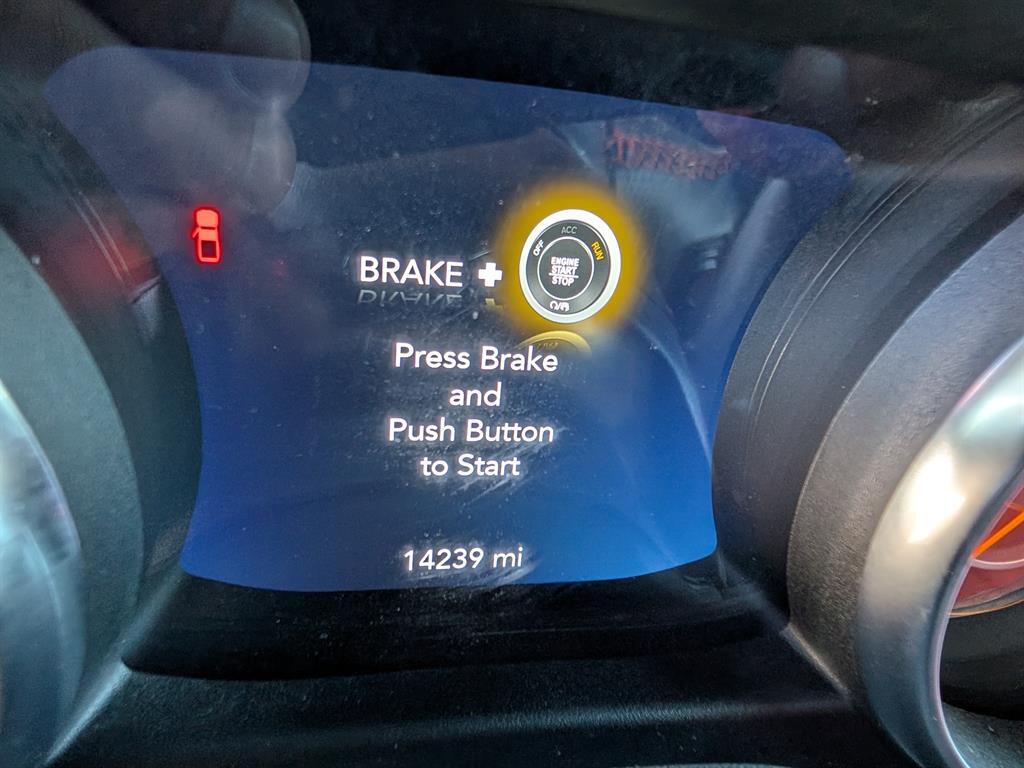 BRAKE +
OFF ACC RUN
ENGINE
START
STOP
Press Brake
and
Push Button
to Start
14239 mi